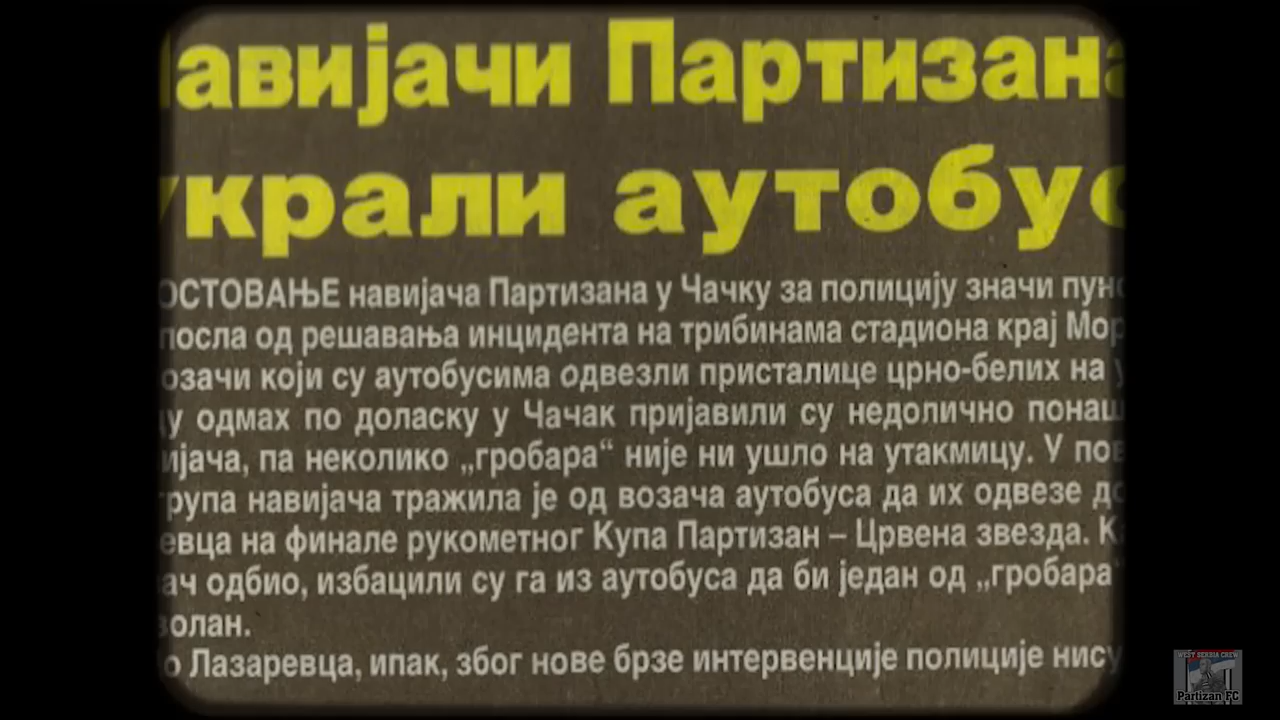 авијачи Партизана
украли аутобус
ОСТОВАЊЕ навијача Партизана у Чачку за полицију значи пуно
посла од решавања инцидента на трибинама стадиона крај Мор
озачи који су аутобусима одвезли присталице црно-белих на у
у одмах по доласку у Чачак пријавили су недолично понаш
ијача, па неколико „гробара“ није ни ушло на утакмицу. У пов
група навијача тражила је од возача аутобуса да их одвезе до
евца на финале рукометног Купа Партизан – Црвена звезда. Ка
ач одбио, избацили су га из аутобуса да би један од „гробара“
волан.
о Лазаревца, ипак, због нове брзе интервенције полиције нису
WEST SERBIA CREW
Partizan FC